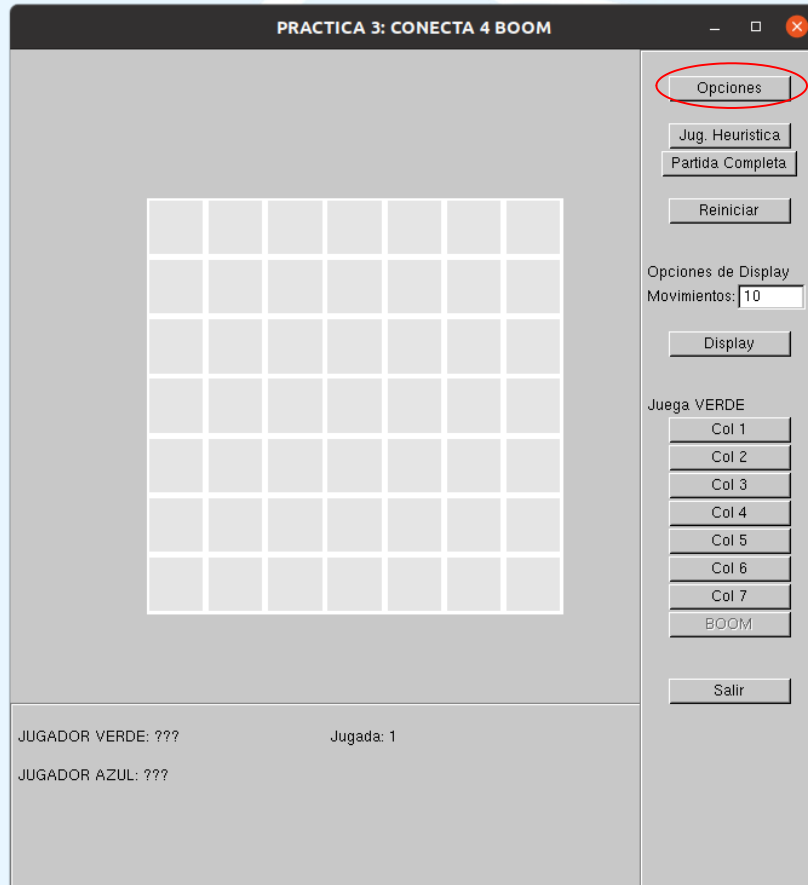 PRACTICA 3: CONECTA 4 BOOM
Opciones
Jug. Heuristica
Partida Completa
Reiniciar
Opciones de Display
Movimientos: 10
Display
Juega VERDE
Col 1
Col 2
Col 3
Col 4
Col 5
Col 6
Col 7
BOOM
Salir
JUGADOR VERDE: ??? Jugada: 1
JUGADOR AZUL: ???